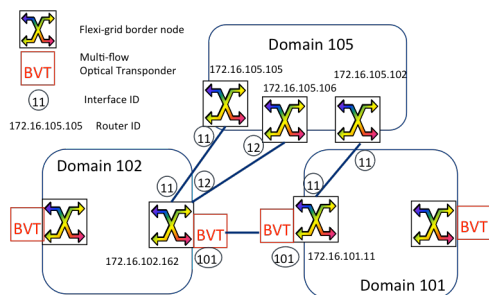 Flexi-grid border node
BVT
Multi-flow
Optical Transponder
11
Interface ID
172.16.105.105
Router ID
Domain 105
172.16.105.105
172.16.105.106
172.16.105.102
11
12
11
Domain 102
11
12
11
BVT
BVT
101
BVT
101
BVT
172.16.102.162
172.16.101.11
Domain 101